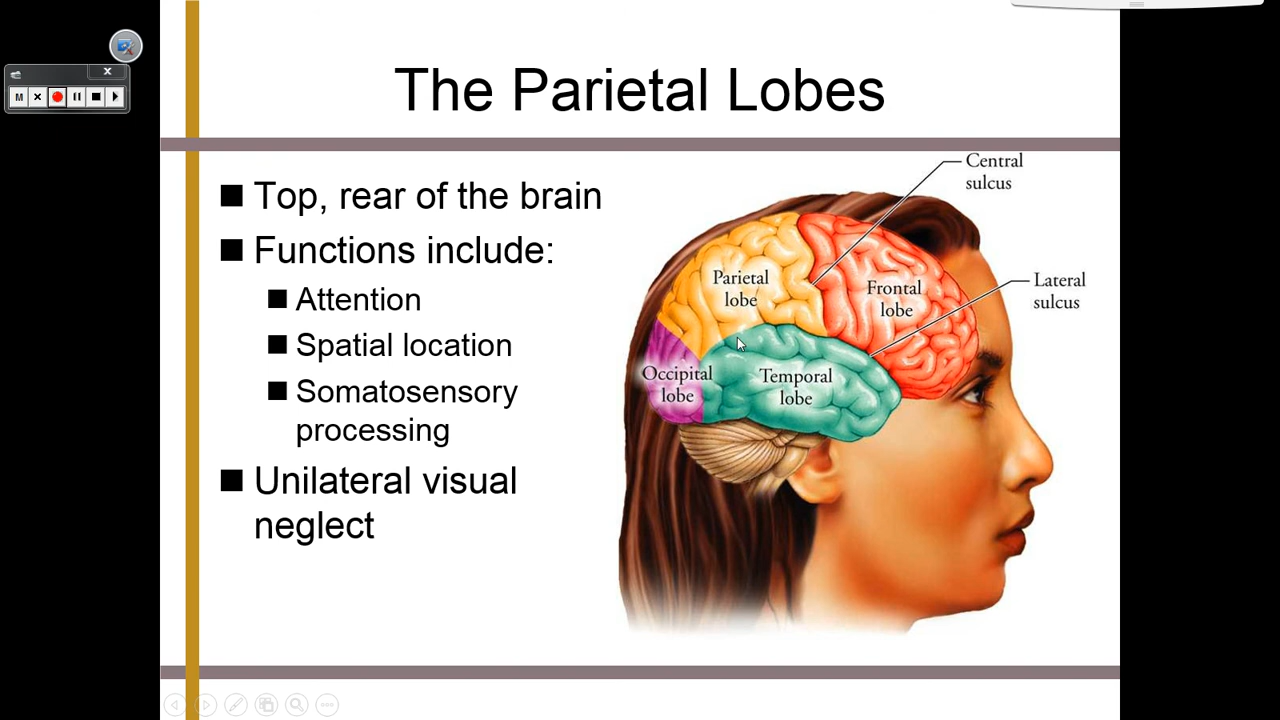 M
The Parietal Lobes
Top, rear of the brain
Functions include:
Attention
Spatial location
Somatosensory
processing
Unilateral visual
neglect
Central
sulcus
Lateral
sulcus
Parietal
lobe
Frontal
lobe
Occipital
lobe
Temporal
lobe